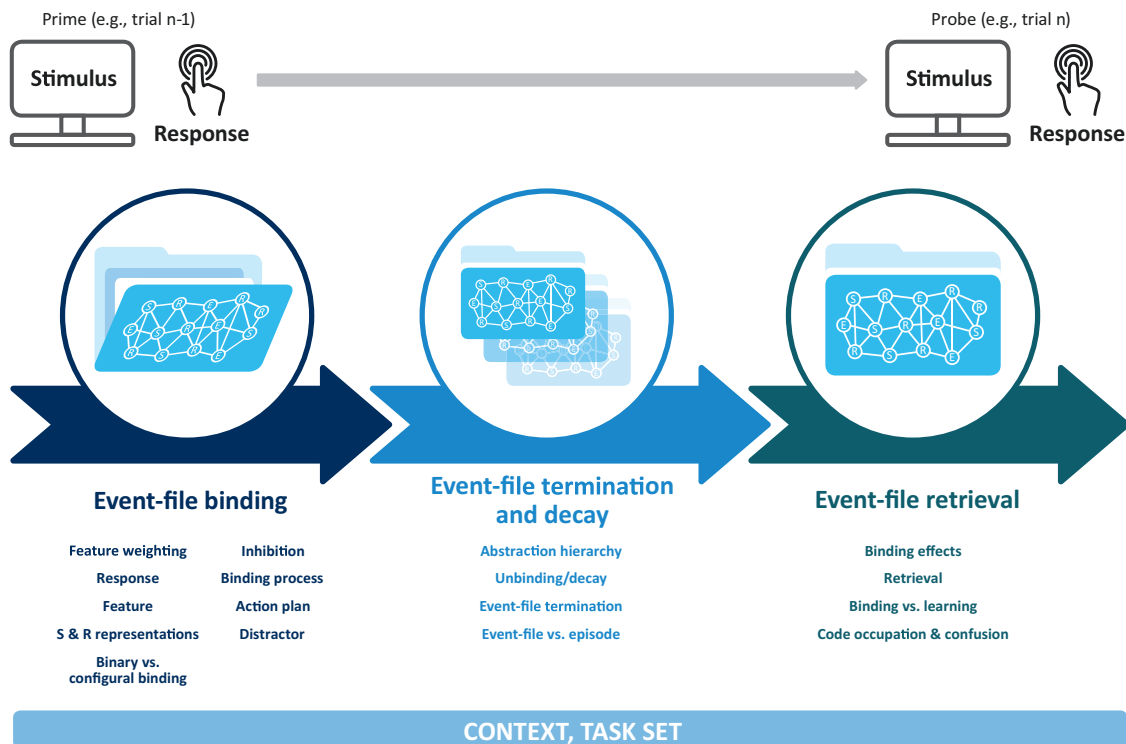 Prime (e.g., trial n-1)
Probe (e.g., trial n)
Stimulus
Response
Stimulus
Response
Event-file binding
Feature weighting
Response
Feature
S & R representations
Binary vs.
configural binding
Inhibition
Binding process
Action plan
Distractor
Event-file termination
and decay
Abstraction hierarchy
Unbinding/decay
Event-file termination
Event-file vs. episode
Event-file retrieval
Binding effects
Retrieval
Binding vs. learning
Code occupation & confusion
CONTEXT, TASK SET